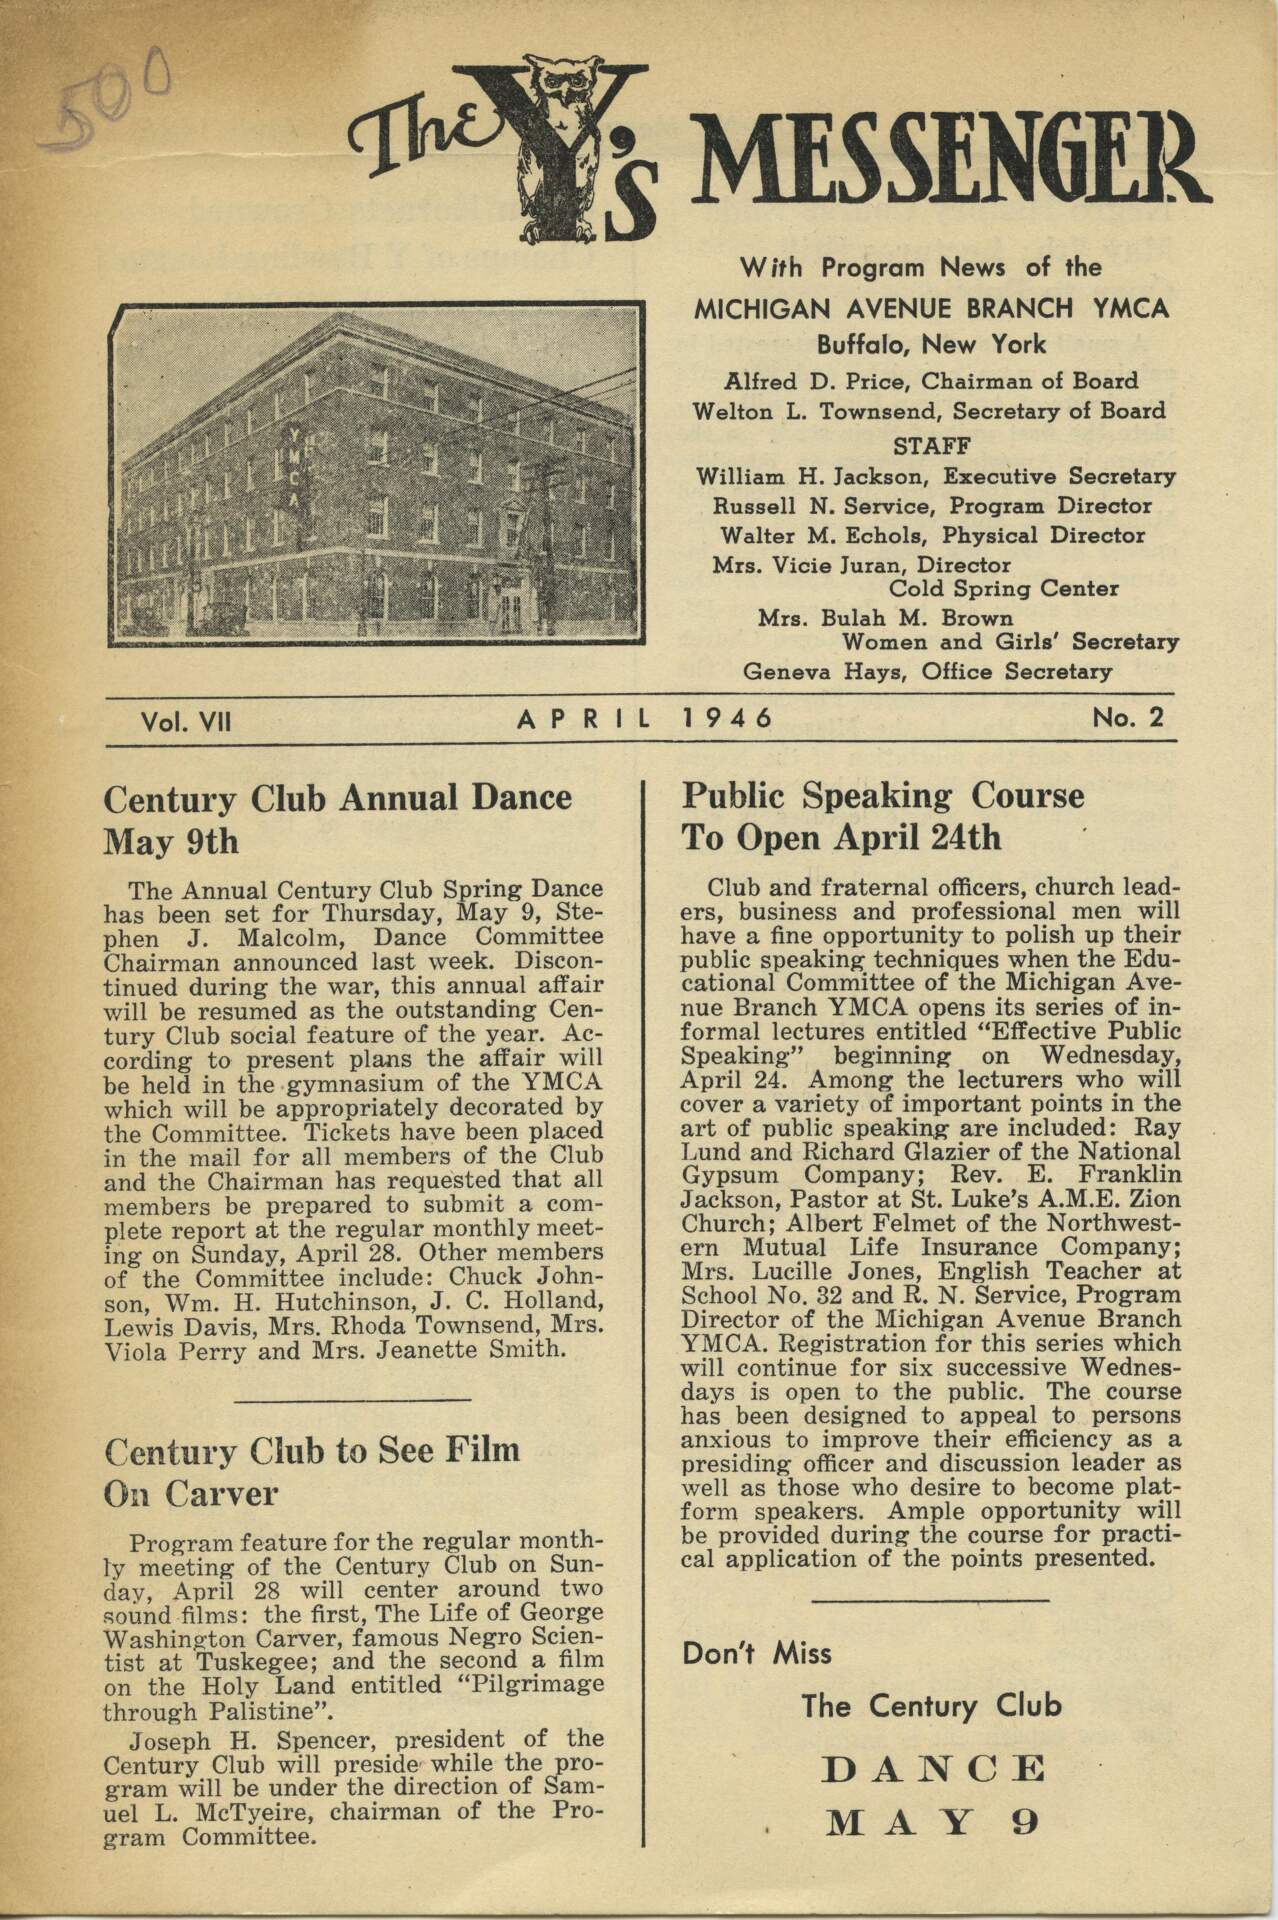 500
The Y's MESSENGER
With Program News of the
MICHIGAN AVENUE BRANCH YMCA
Buffalo, New York
Alfred D. Price, Chairman of Board
Welton L. Townsend, Secretary of Board
STAFF
William H. Jackson, Executive Secretary
Russell N. Service, Program Director
Walter M. Echols, Physical Director
Mrs. Vicie Juran, Director
Cold Spring Center
Mrs. Bulah M. Brown
Women and Girls' Secretary
Geneva Hays, Office Secretary
YMCA
Vol. VII APRIL 1946 No. 2
Century Club Annual Dance
May 9th
The Annual Century Club Spring Dance
has been set for Thursday, May 9, Ste-
phen J. Malcolm, Dance Committee
Chairman announced last week. Discon-
tinued during the war, this annual affair
will be resumed as the outstanding Cen-
tury Club social feature of the year. Ac-
cording to present plans the affair will
be held in the gymnasium of the YMCA
which will be appropriately decorated by
the Committee. Tickets have been placed
in the mail for all members of the Club
and the Chairman has requested that all
members be prepared to submit a com-
plete report at the regular monthly meet-
ing on Sunday, April 28. Other members
of the Committee include: Chuck John-
son, Wm. H. Hutchinson, J. C. Holland,
Lewis Davis, Mrs. Rhoda Townsend, Mrs.
Viola Perry and Mrs. Jeanette Smith.
Century Club to See Film
On Carver
Program feature for the regular month-
ly meeting of the Century Club on Sun-
day, April 28 will center around two
sound films: the first, The Life of George
Washington Carver, famous Negro Scien-
tist at Tuskegee; and the second a film
on the Holy Land entitled "Pilgrimage
through Palistine".
Joseph H. Spencer, president of the
Century Club will preside while the pro-
gram will be under the direction of Sam-
uel L. McTyeire, chairman of the Pro-
gram Committee.
Public Speaking Course
To Open April 24th
Club and fraternal officers, church lead-
ers, business and professional men will
have a fine opportunity to polish up their
public speaking techniques when the Edu-
cational Committee of the Michigan Ave-
nue Branch YMCA opens its series of in-
formal lectures entitled "Effective Public
Speaking" beginning on Wednesday,
April 24. Among the lecturers who will
cover a variety of important points in the
art of public speaking are included: Ray
Lund and Richard Glazier of the National
Gypsum Company; Rev. E. Franklin
Jackson, Pastor at St. Luke's A.M.E. Zion
Church; Albert Felmet of the Northwest-
ern Mutual Life Insurance Company;
Mrs. Lucille Jones, English Teacher at
School No. 32 and R. N. Service, Program
Director of the Michigan Avenue Branch
YMCA. Registration for this series which
will continue for six successive Wednes-
days is open to the public. The course
has been designed to appeal to persons
anxious to improve their efficiency as a
presiding officer and discussion leader as
well as those who desire to become plat-
form speakers. Ample opportunity will
be provided during the course for practi-
cal application of the points presented.
Don't Miss
The Century Club
DANCE
MAY 9